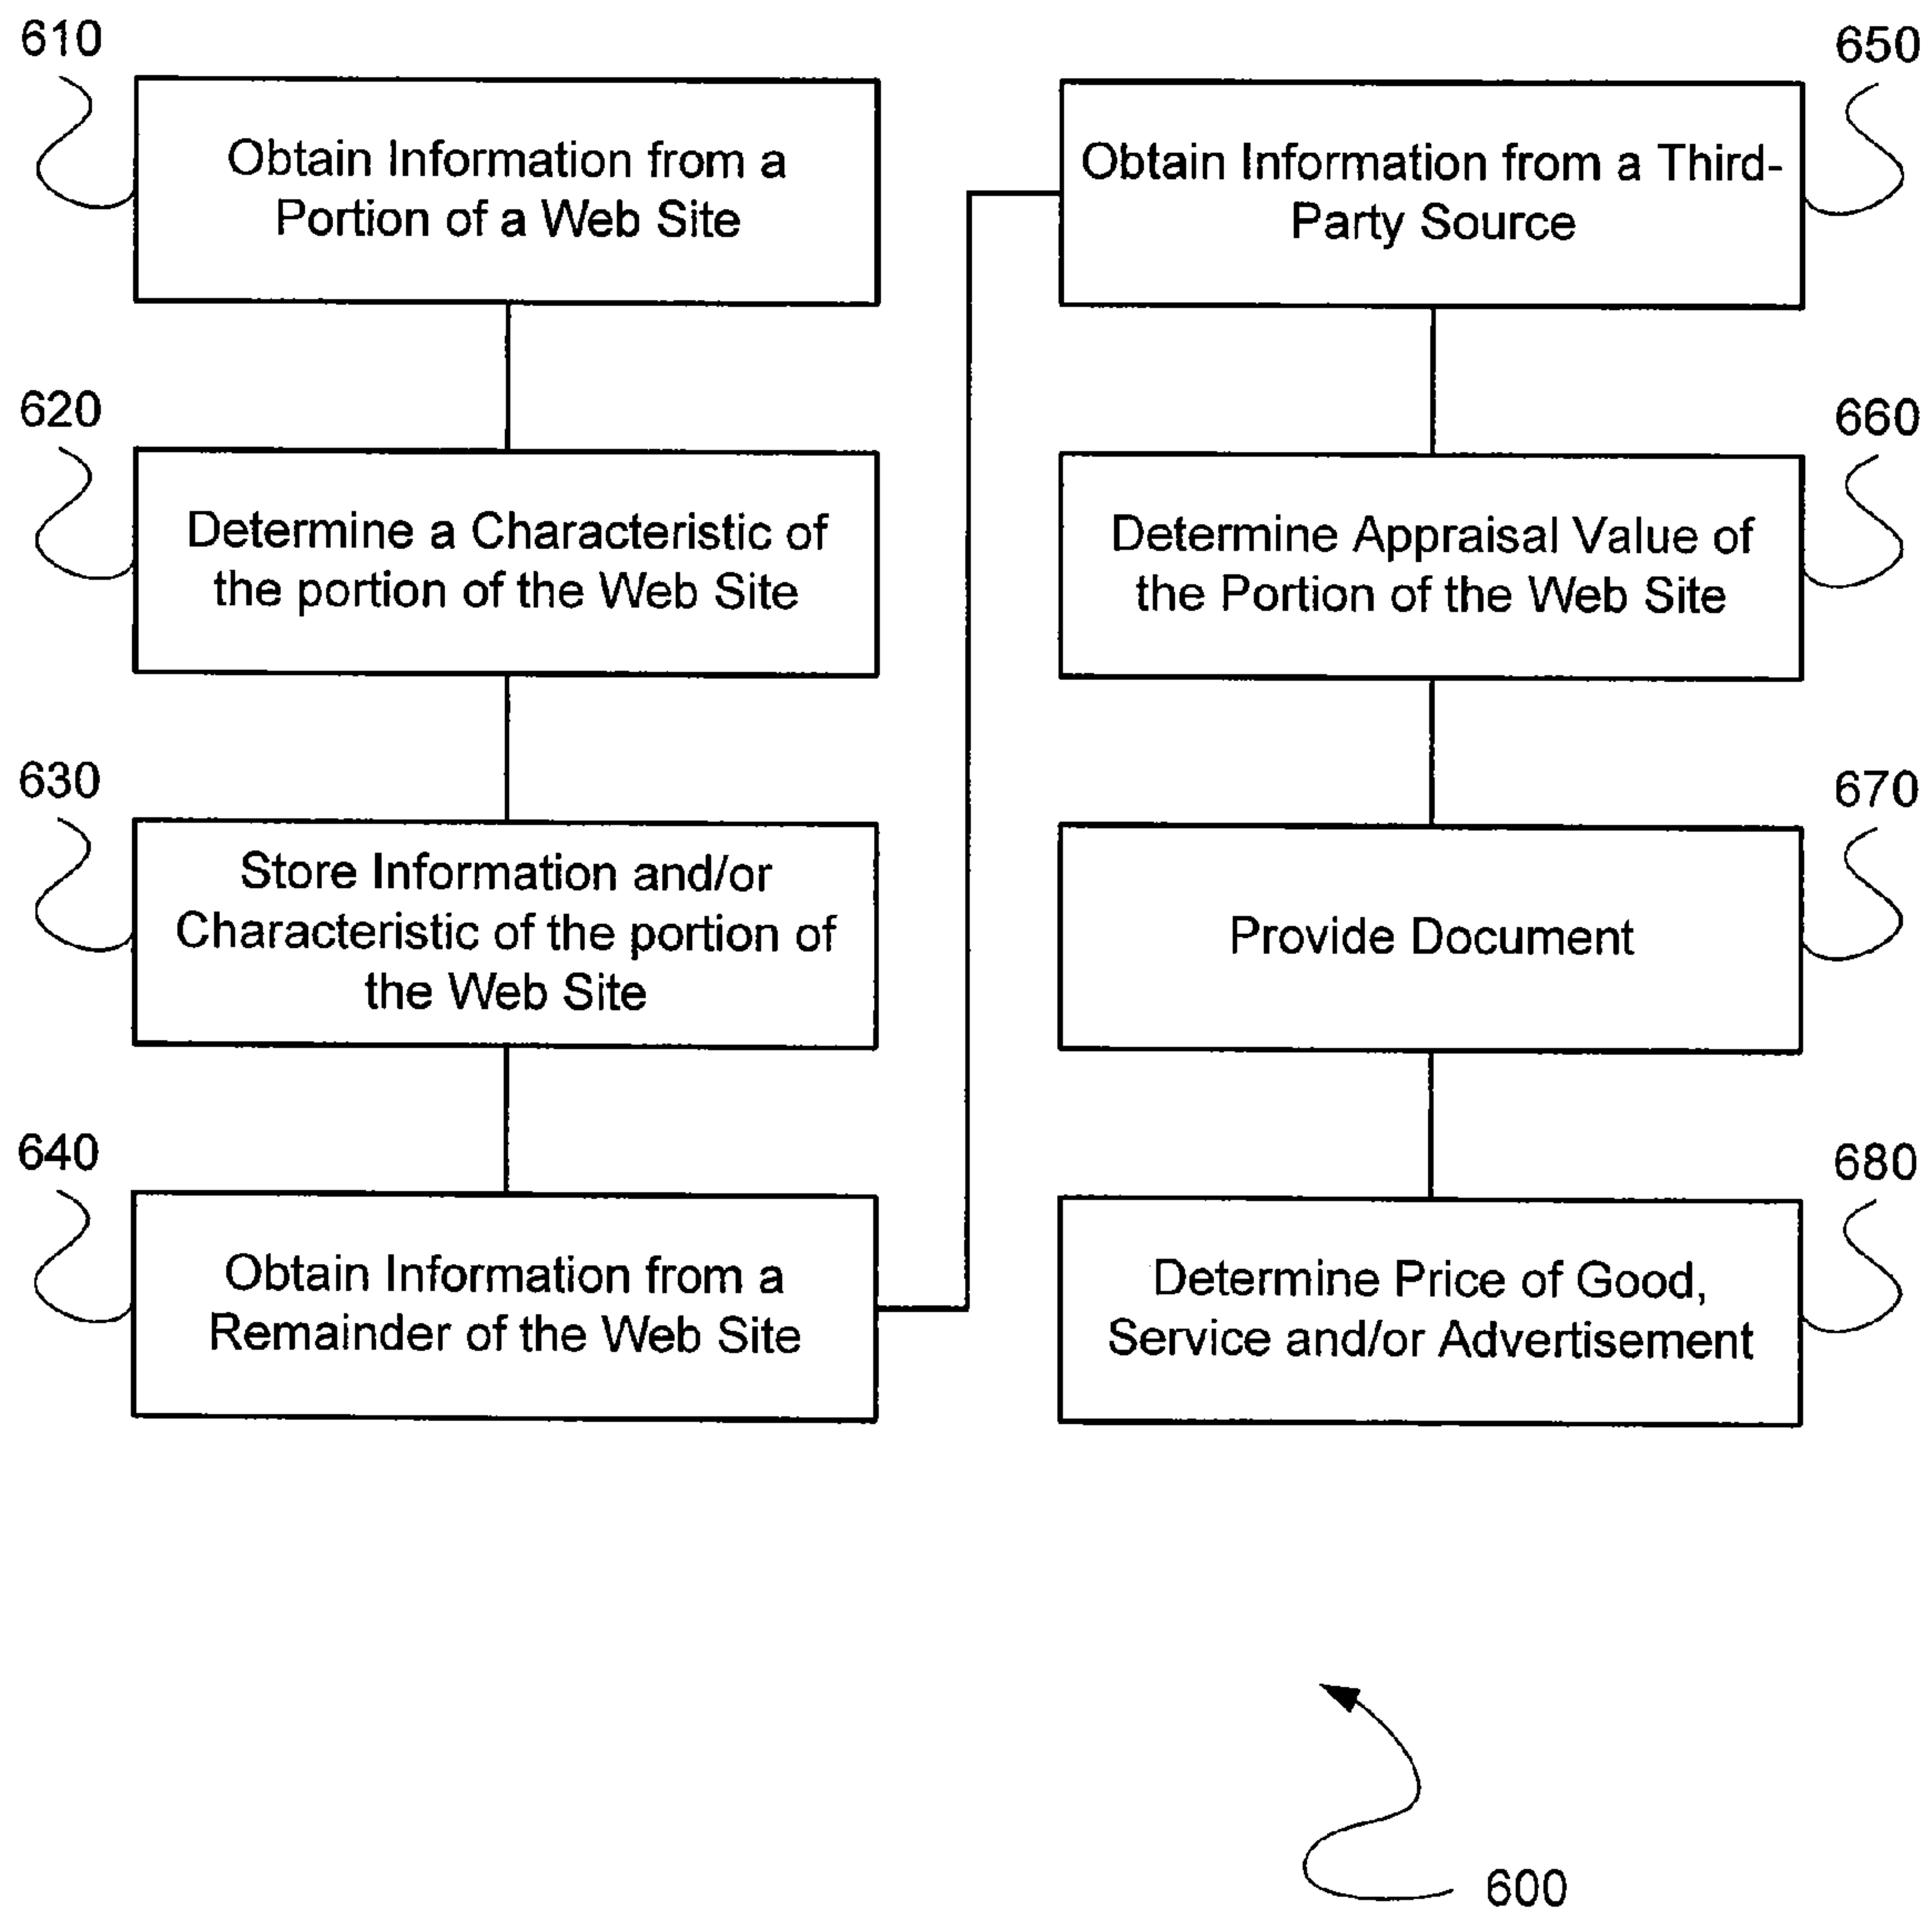 610
Obtain Information from a
Portion of a Web Site
620
Determine a Characteristic of
the portion of the Web Site
630
Store Information and/or
Characteristic of the portion of
the Web Site
640
Obtain Information from a
Remainder of the Web Site
650
Obtain Information from a Third-
Party Source
660
Determine Appraisal Value of
the Portion of the Web Site
670
Provide Document
680
Determine Price of Good,
Service and/or Advertisement
600